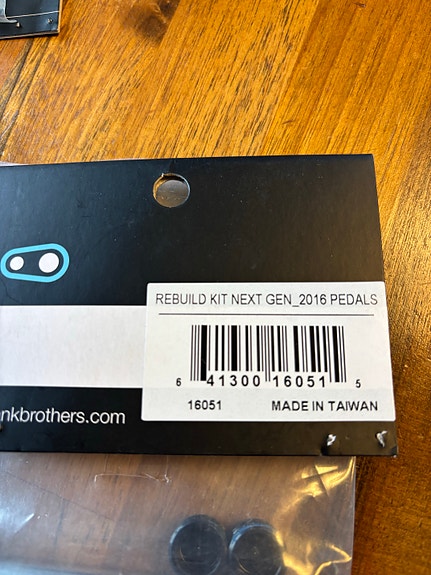 REBUILD KIT NEXT GEN_2016 PEDALS
6 41300 16051 5
16051 MADE IN TAIWAN
nkbrothers.com